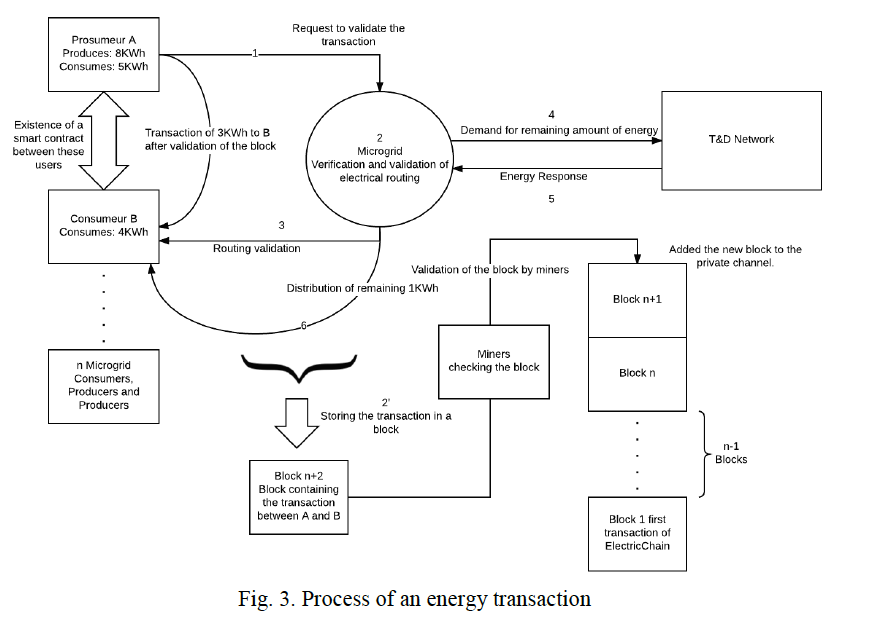 Prosumeur A
Produces: 8KWh
Consumes: 5KWh
1
Request to validate the
transaction
Existence of a
smart contract
between these
users
Transaction of 3KWh to B
after validation of the block
2
Microgrid
Verification and validation of
electrical routing
4
Demand for remaining amount of energy
T&D Network
Energy Response
5
Consumeur B
Consumes: 4KWh
3
Routing validation
Distribution of remaining 1KWh
6
n Microgrid
Consumers,
Producers and
Producers
2'
Storing the transaction in a
block
Block n+2
Block containing
the transaction
between A and B
Validation of the block by miners
Miners
checking the block
Added the new block to the
private channel.
Block n+1
Block n
n-1
Blocks
Block 1 first
transaction of
ElectricChain
Fig. 3. Process of an energy transaction